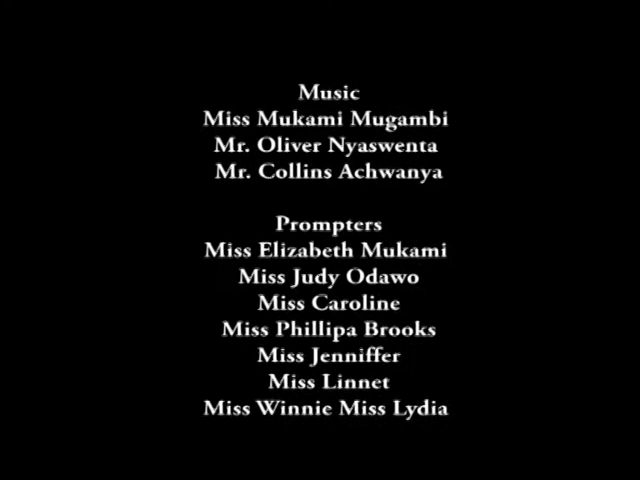 Music
Miss Mukami Mugambi
Mr. Oliver Nyaswenta
Mr. Collins Achwanya
Prompters
Miss Elizabeth Mukami
Miss Judy Odawo
Miss Caroline
Miss Phillipa Brooks
Miss Jenniffer
Miss Linnet
Miss Winnie Miss Lydia